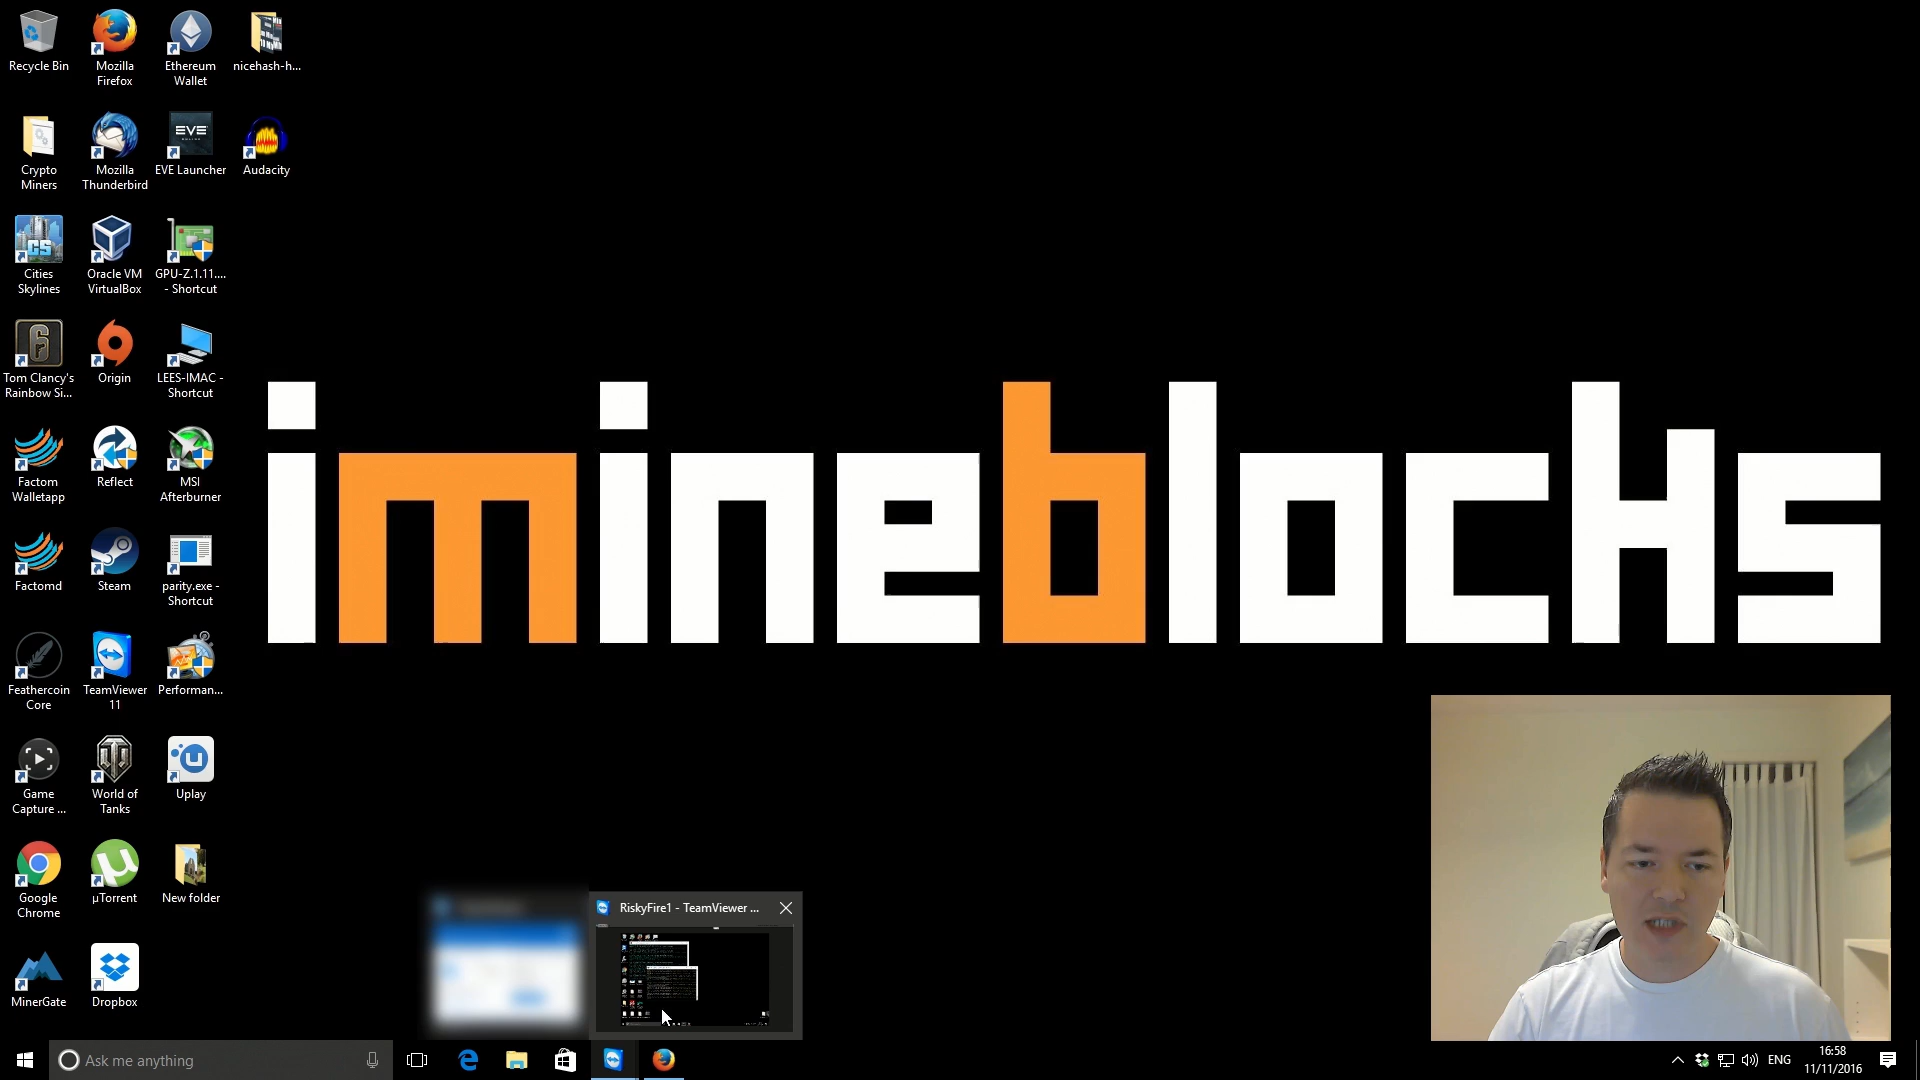 Recycle Bin
Mozilla
Firefox
Ethereum
Wallet
nicehash-h...
Crypto
Miners
Mozilla
Thunderbird
EVE
EVE Launcher
Audacity
CS
Cities
Skylines
Oracle VM
VirtualBox
GPU-Z.1.11....
- Shortcut
6
Tom Clancy's
Rainbow Si...
Origin
LEES-IMAC -
Shortcut
Factom
Walletapp
Reflect
MSI
Afterburner
imineblocks
Factomd
Steam
parity.exe -
Shortcut
Feathercoin
Core
TeamViewer
11
Performan...
Game
Capture ...
World of
Tanks
Uplay
Google
Chrome
µTorrent
New folder
MinerGate
Dropbox
RiskyFire1 - TeamViewer ...
Ask me anything
ENG
16:58
11/11/2016